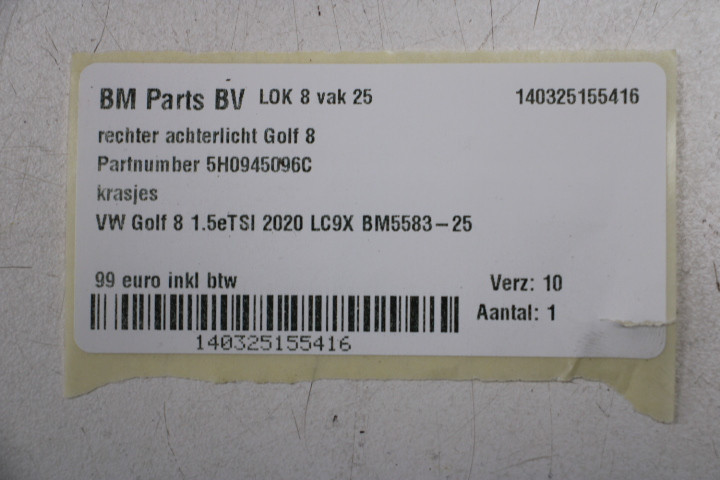 BM Parts BV LOK 8 vak 25 140325155416
rechter achterlicht Golf 8
Partnumber 5H0945096C
krasjes
VW Golf 8 1.5eTSI 2020 LC9X BM5583-25
99 euro inkl btw Verz: 10
Aantal: 1
140325155416